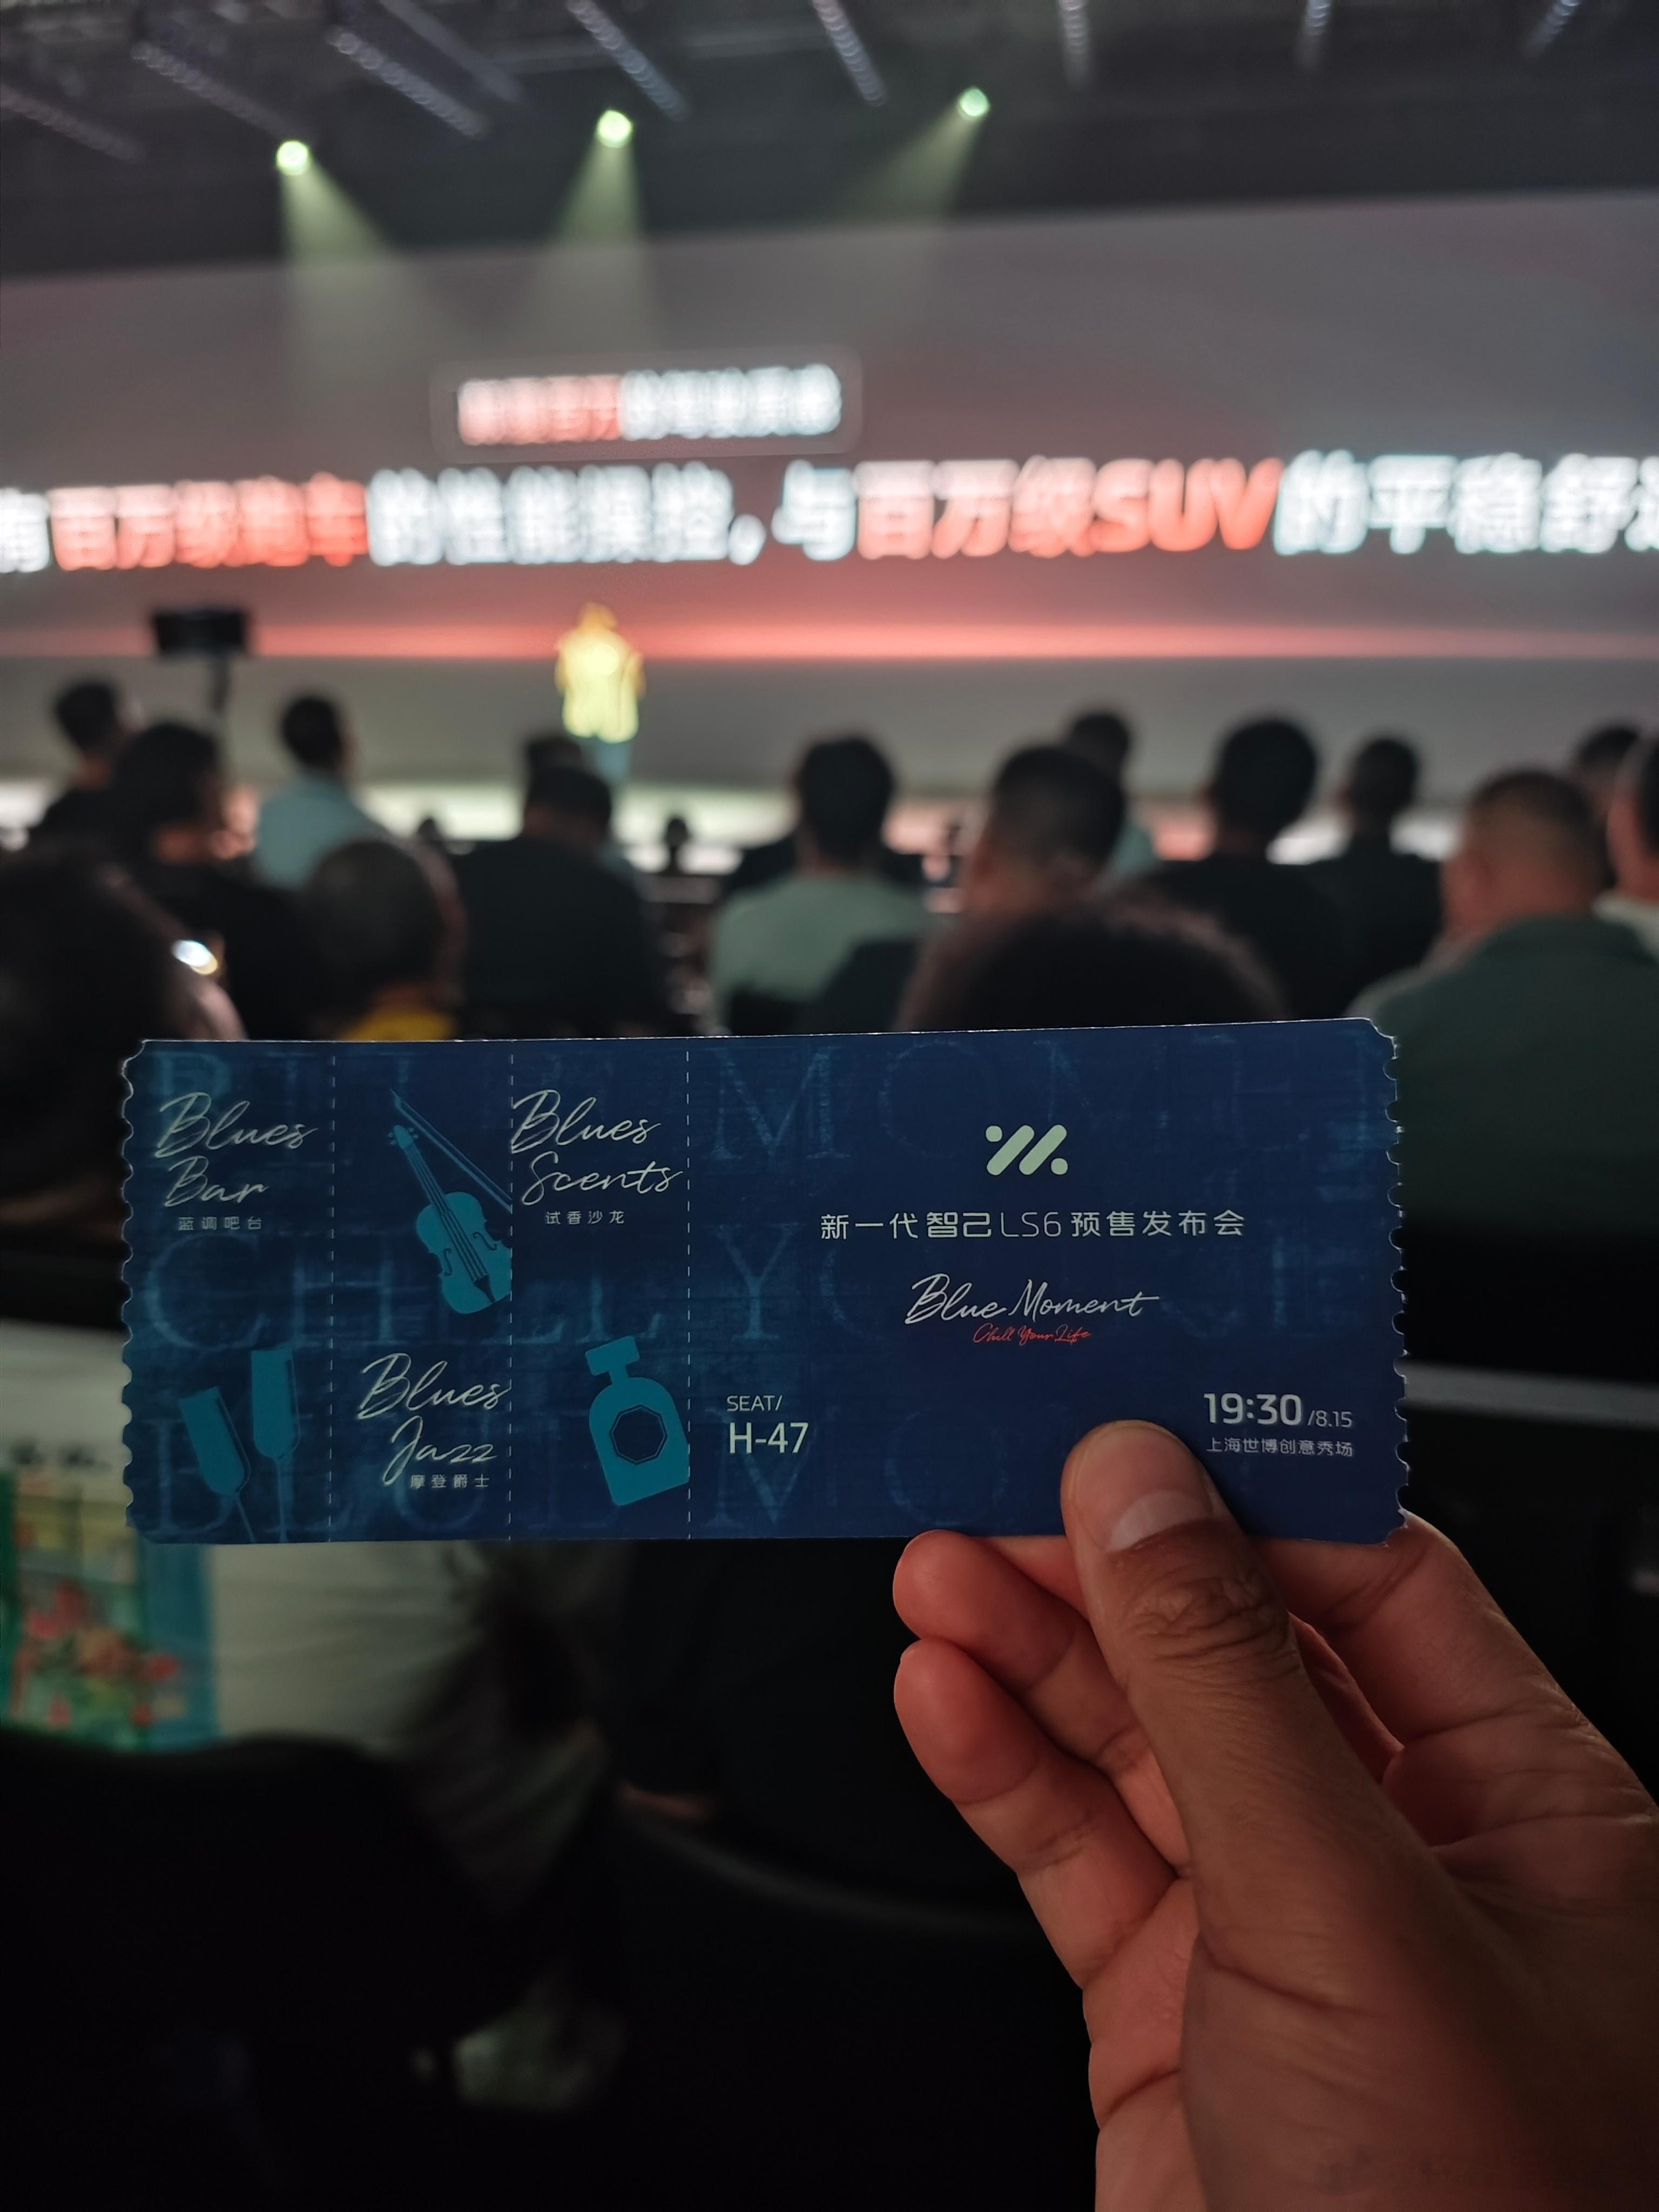 百万级跑车的性能操控，与百万级SUV的平稳舒
Blues
Bar
蓝调吧台
Blues
Jazz
摩登爵士
Blues
Scents
试香沙龙
新一代智己LS6预售发布会
Blue Moment
Chill Your Life
SEAT/
H-47
19:30/8.15
上海世博创意秀场